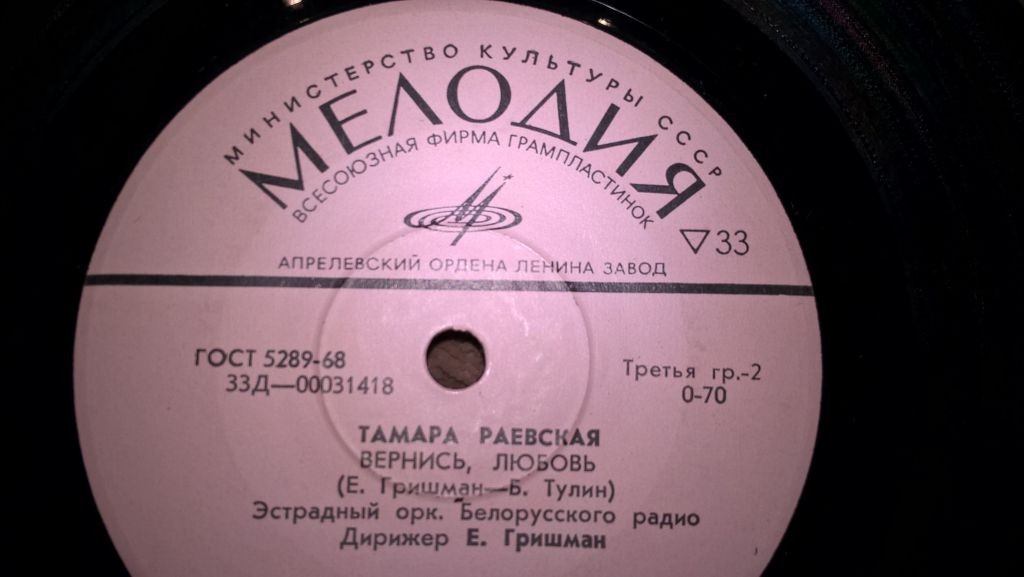 МИНИСТЕРСТВО КУЛЬТУРЫ СССР
МЕЛОДИЯ
ВСЕСОЮЗНАЯ ФИРМА ГРАМПЛАСТИНОК
▽33
АПРЕЛЕВСКИЙ ОРДЕНА ЛЕНИНА ЗАВОД
ГОСТ 5289-68
33Д—00031418
Третья гр.-2
0-70
ТАМАРА РАЕВСКАЯ
ВЕРНИСЬ, ЛЮБОВЬ
(Е. Гришман—Б. Тулин)
Эстрадный орк. Белорусского радио
Дирижер Е. Гришман